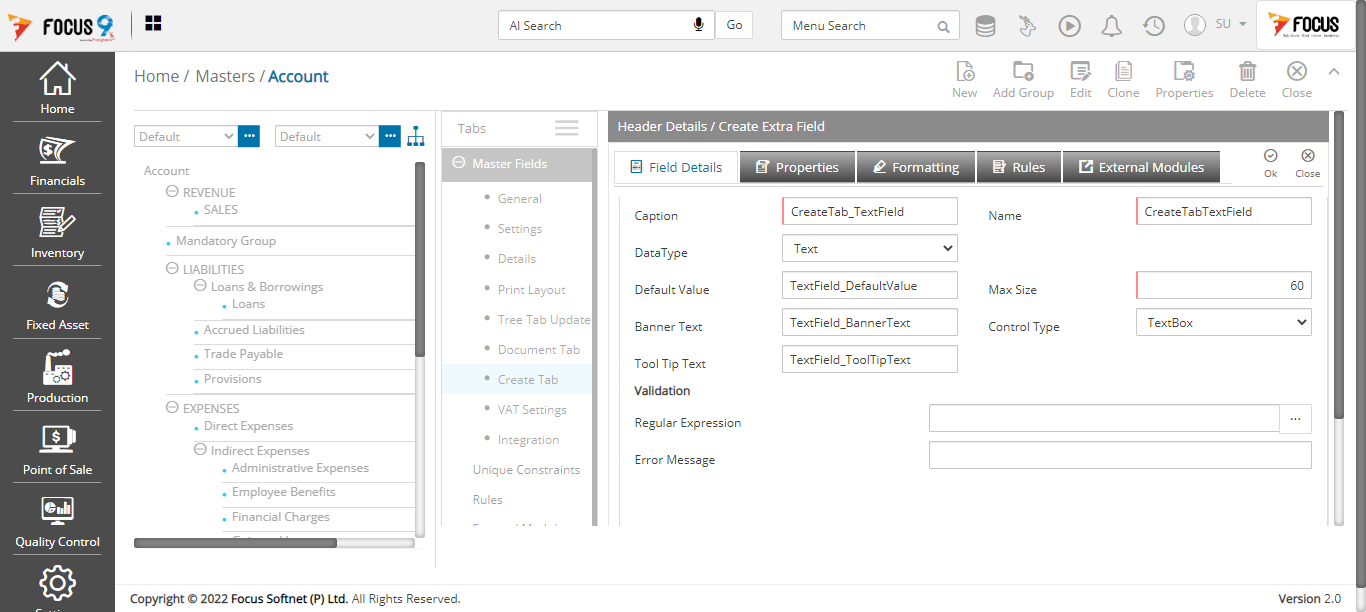 FOCUS 9
AI Search
Go
Menu Search
SU
FOCUS
Home
Financials
Inventory
Fixed Asset
Production
Point of Sale
Quality Control
Home / Masters / Account
New
Add Group
Edit
Clone
Properties
Delete
Close
Default
Default
Account
REVENUE
SALES
Mandatory Group
LIABILITIES
Loans & Borrowings
Loans
Accrued Liabilities
Trade Payable
Provisions
EXPENSES
Direct Expenses
Indirect Expenses
Administrative Expenses
Employee Benefits
Financial Charges
Tabs
Master Fields
General
Settings
Details
Print Layout
Tree Tab Update
Document Tab
Create Tab
VAT Settings
Integration
Unique Constraints
Rules
Header Details / Create Extra Field
Field Details
Properties
Formatting
Rules
External Modules
Ok
Close
Caption
CreateTab_TextField
Name
CreateTabTextField
DataType
Text
Default Value
TextField_DefaultValue
Max Size
60
Banner Text
TextField_BannerText
Control Type
TextBox
Tool Tip Text
TextField_ToolTipText
Validation
Regular Expression
...
Error Message
Copyright © 2022 Focus Softnet (P) Ltd. All Rights Reserved.
Version 2.0